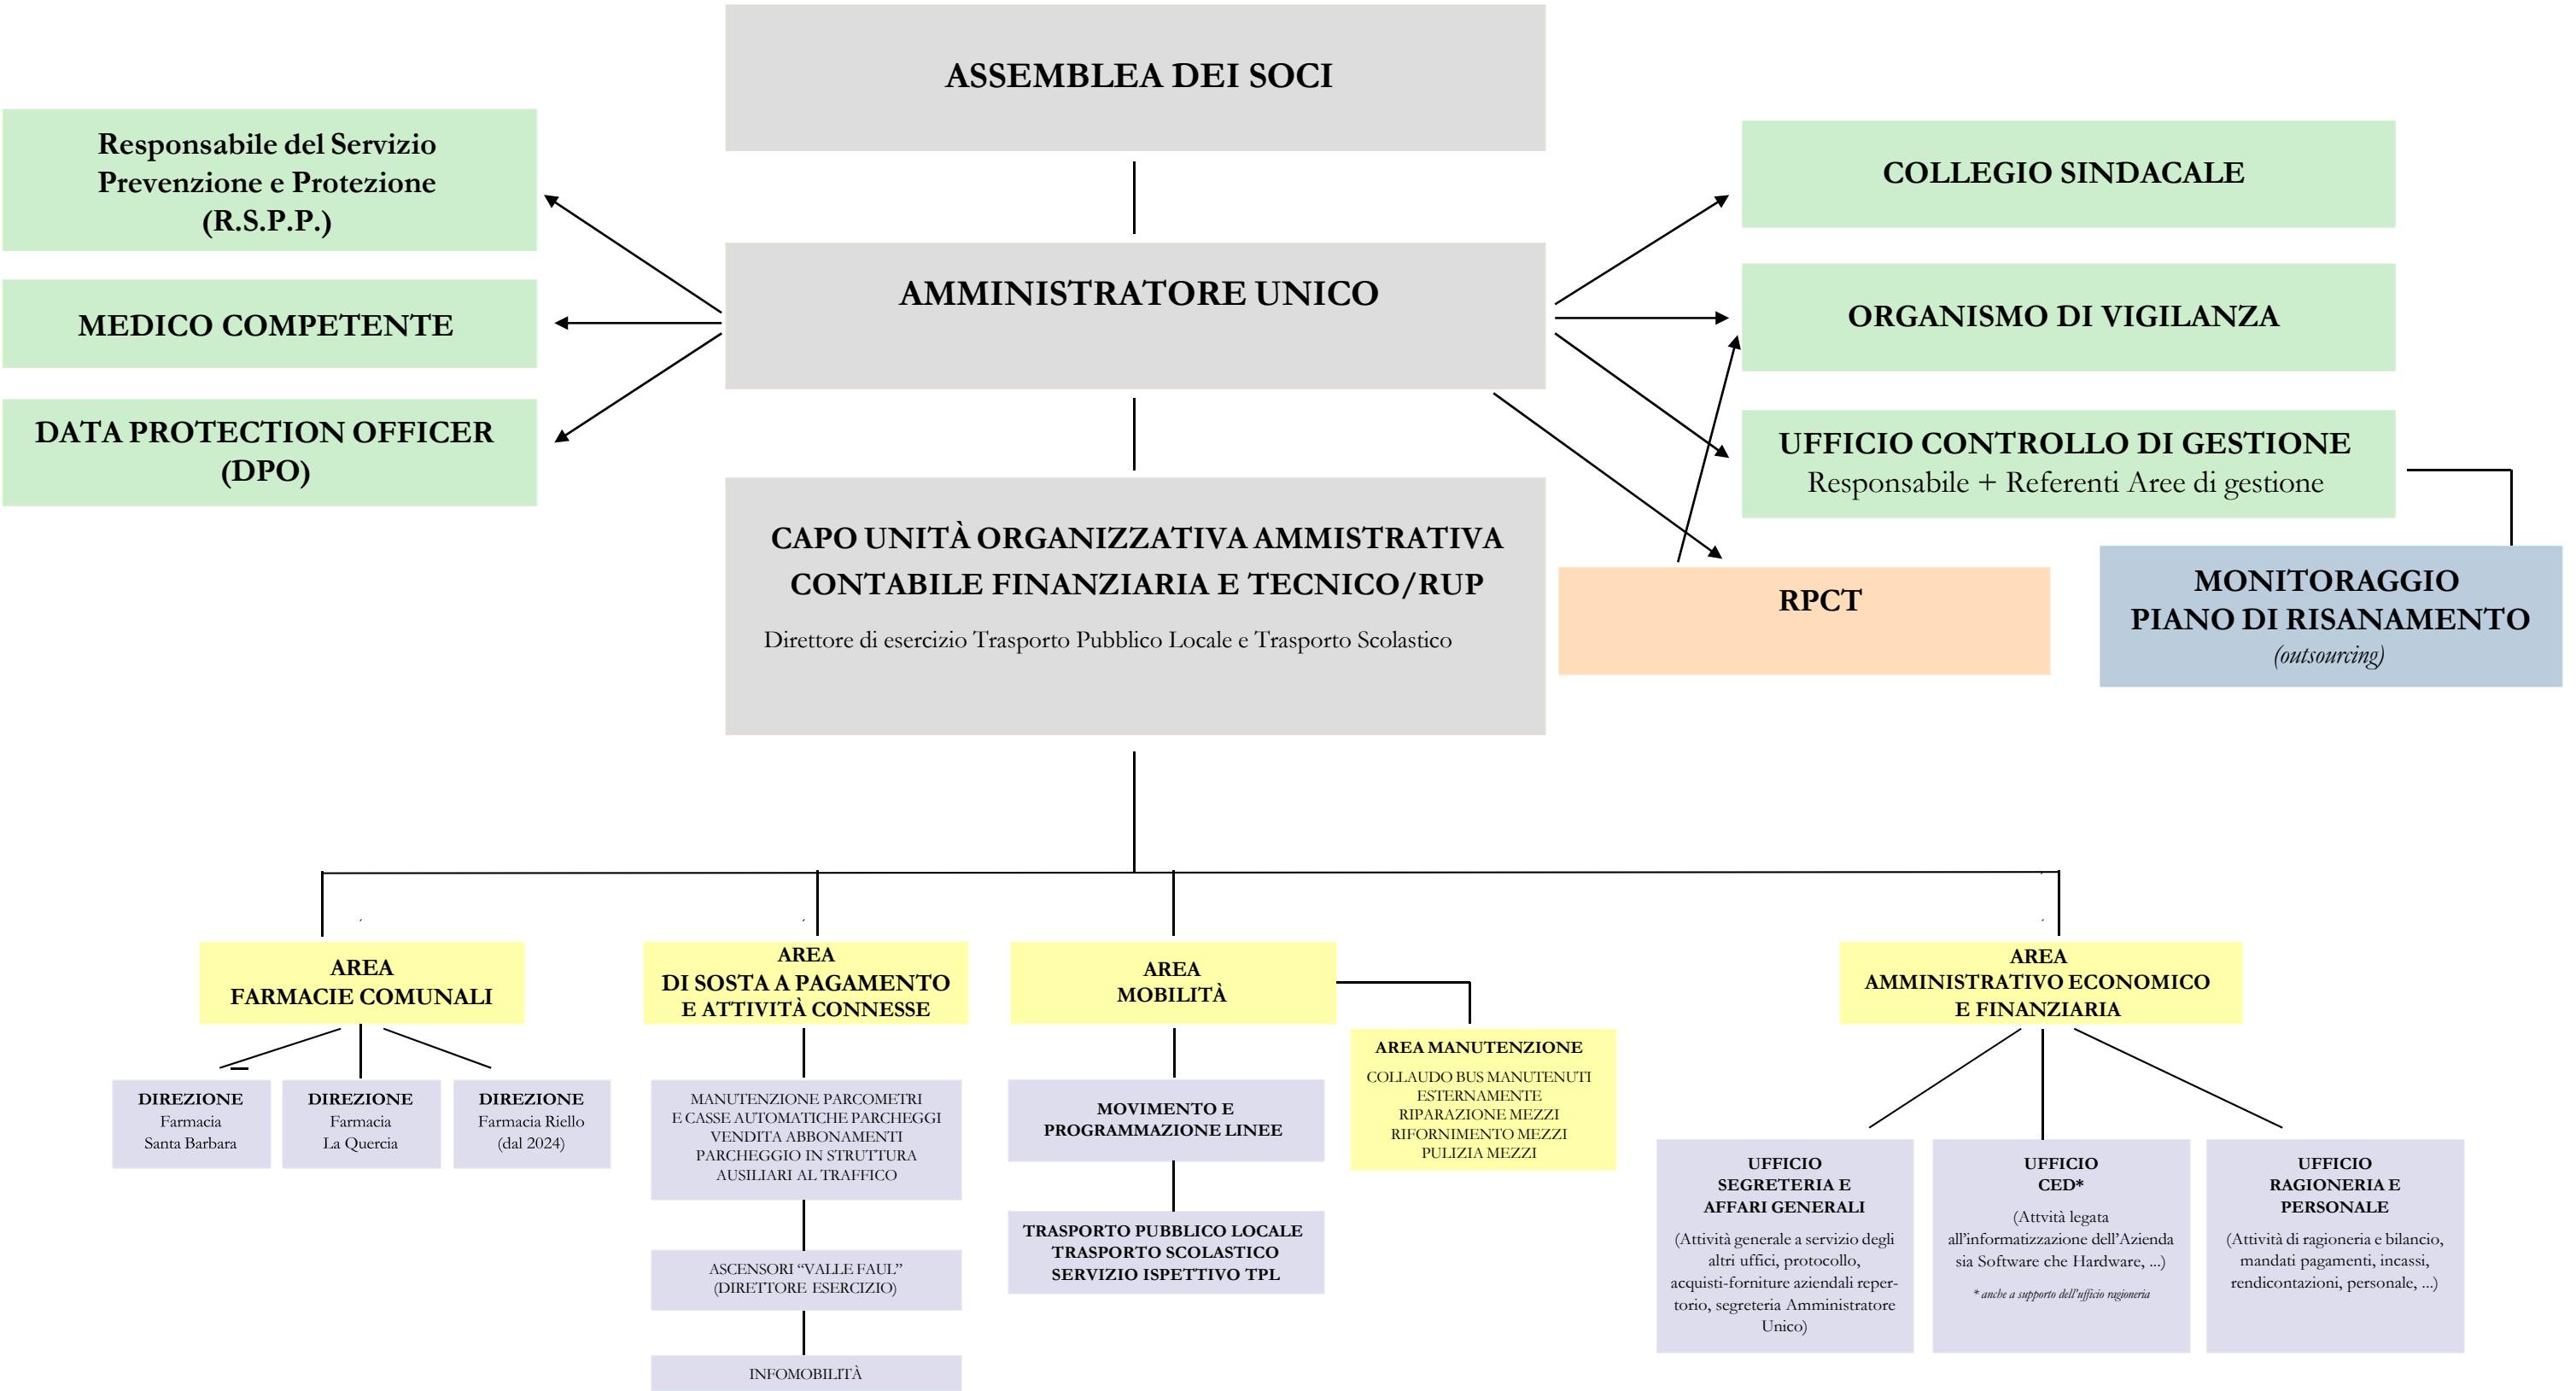 ASSEMBLEA DEI SOCI
Responsabile del Servizio
Prevenzione e Protezione
(R.S.P.P.)
MEDICO COMPETENTE
DATA PROTECTION OFFICER
(DPO)
AMMINISTRATORE UNICO
COLLEGIO SINDACALE
ORGANISMO DI VIGILANZA
UFFICIO CONTROLLO DI GESTIONE
Responsabile + Referenti Aree di gestione
CAPO UNITÀ ORGANIZZATIVA AMMISTRATIVA
CONTABILE FINANZIARIA E TECNICO/RUP
Direttore di esercizio Trasporto Pubblico Locale e Trasporto Scolastico
RPCT
MONITORAGGIO
PIANO DI RISANAMENTO
(outsourcing)
AREA
FARMACIE COMUNALI
DIREZIONE
Farmacia
Santa Barbara
DIREZIONE
Farmacia
La Quercia
DIREZIONE
Farmacia Riello
(dal 2024)
AREA
DI SOSTA A PAGAMENTO
E ATTIVITÀ CONNESSE
MANUTENZIONE PARCOMETRI
E CASSE AUTOMATICHE PARCHEGGI
VENDITA ABBONAMENTI
PARCHEGGIO IN STRUTTURA
AUSILIARI AL TRAFFICO
ASCENSORI “VALLE FAUL”
(DIRETTORE ESERCIZIO)
INFOMOBILITÀ
AREA
MOBILITÀ
MOVIMENTO E
PROGRAMMAZIONE LINEE
TRASPORTO PUBBLICO LOCALE
TRASPORTO SCOLASTICO
SERVIZIO ISPETTIVO TPL
AREA MANUTENZIONE
COLLAUDO BUS MANUTENUTI
ESTERNAMENTE
RIPARAZIONE MEZZI
RIFORNIMENTO MEZZI
PULIZIA MEZZI
AREA
AMMINISTRATIVO ECONOMICO
E FINANZIARIA
UFFICIO
SEGRETERIA E
AFFARI GENERALI
(Attività generale a servizio degli
altri uffici, protocollo,
acquisti-forniture aziendali reper-
torio, segreteria Amministratore
Unico)
UFFICIO
CED*
(Attvità legata
all’informatizzazione dell’Azienda
sia Software che Hardware, ...)
* anche a supporto dell’ufficio ragioneria
UFFICIO
RAGIONERIA E
PERSONALE
(Attività di ragioneria e bilancio,
mandati pagamenti, incassi,
rendicontazioni, personale, ...)